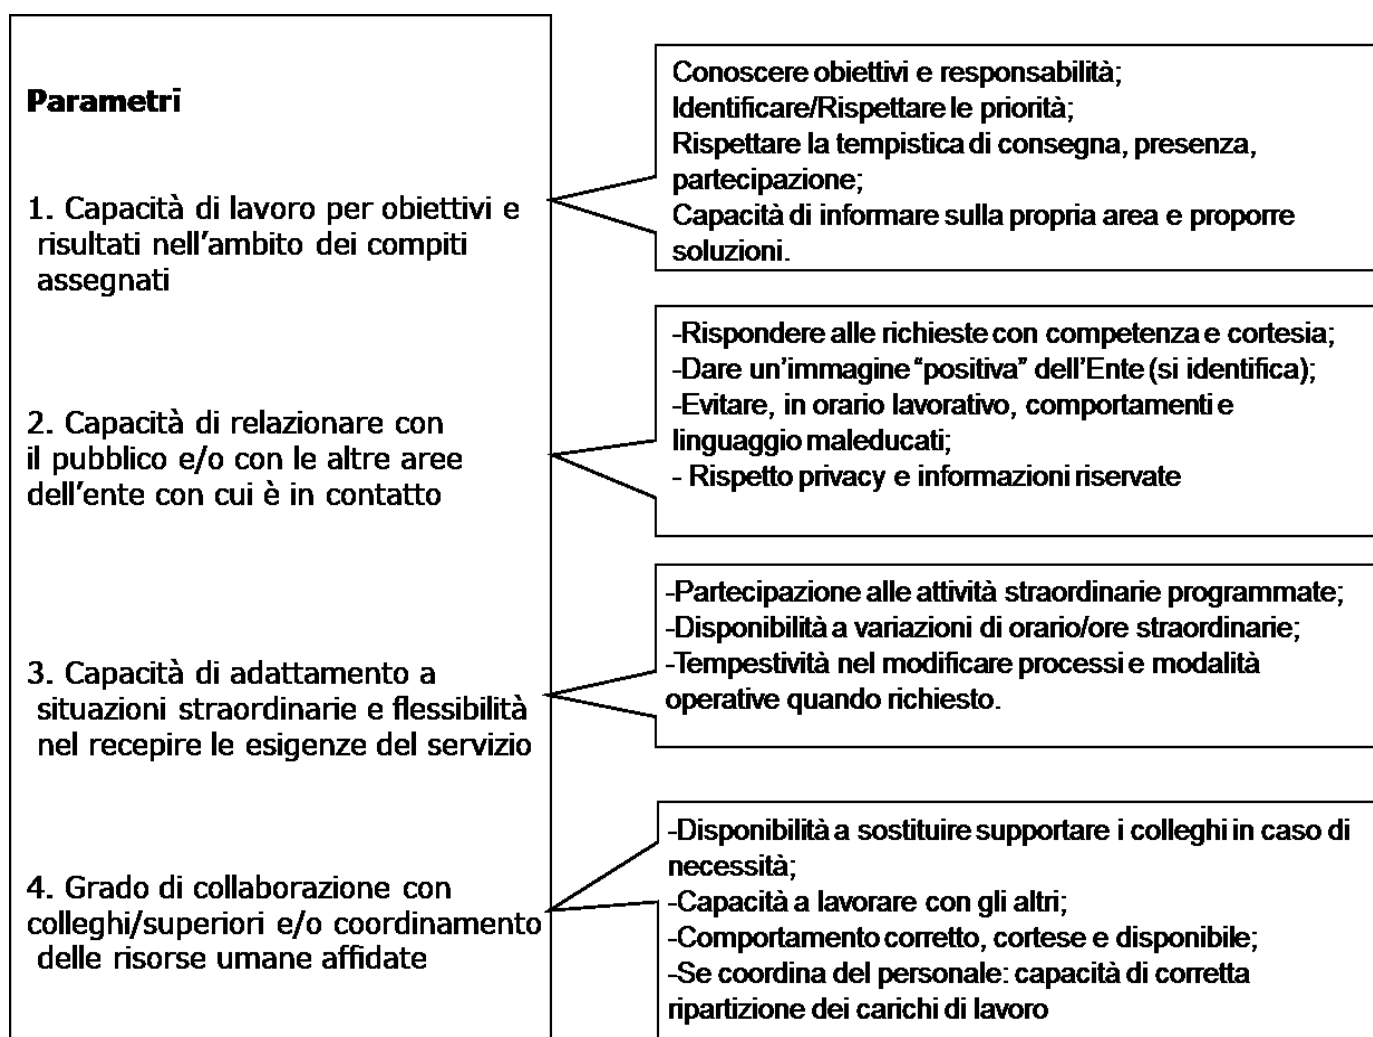 Parametri
1. Capacità di lavoro per obiettivi e
risultati nell'ambito dei compiti
assegnati
Conoscere obiettivi e responsabilità;
Identificare/Rispettare le priorità;
Rispettare la tempistica di consegna, presenza,
partecipazione;
Capacità di informare sulla propria area e proporre
soluzioni.
2. Capacità di relazionare con
il pubblico e/o con le altre aree
dell'ente con cui è in contatto
-Rispondere alle richieste con competenza e cortesia;
-Dare un'immagine “positiva” dell'Ente (si identifica);
-Evitare, in orario lavorativo, comportamenti e
linguaggio maleducati;
- Rispetto privacy e informazioni riservate
3. Capacità di adattamento a
situazioni straordinarie e flessibilità
nel recepire le esigenze del servizio
-Partecipazione alle attività straordinarie programmate;
-Disponibilità a variazioni di orario/ore straordinarie;
-Tempestività nel modificare processi e modalità
operative quando richiesto.
4. Grado di collaborazione con
colleghi/superiori e/o coordinamento
delle risorse umane affidate
-Disponibilità a sostituire supportare i colleghi in caso di
necessità;
-Capacità a lavorare con gli altri;
-Comportamento corretto, cortese e disponibile;
-Se coordina del personale: capacità di corretta
ripartizione dei carichi di lavoro